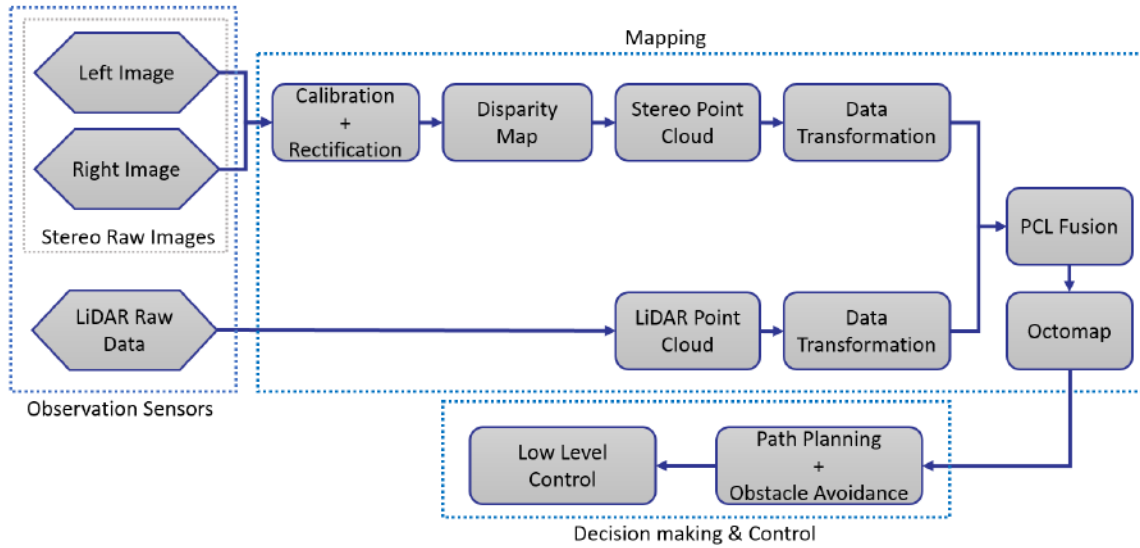 Mapping
Left Image
Right Image
Stereo Raw Images
LiDAR Raw
Data
Observation Sensors
Calibration
+
Rectification
Disparity
Map
Stereo Point
Cloud
Data
Transformation
LiDAR Point
Cloud
Data
Transformation
PCL Fusion
Octomap
Path Planning
+
Obstacle Avoidance
Low Level
Control
Decision making & Control